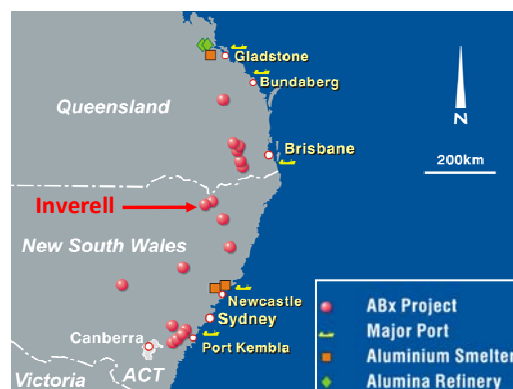 Gladstone
Bundaberg
Queensland
N
Brisbane
200km
Inverell
New South Wales
Newcastle
Sydney
Canberra
Port Kembla
ACT
Victoria
ABx Project
Major Port
Aluminium Smelter
Alumina Refinery